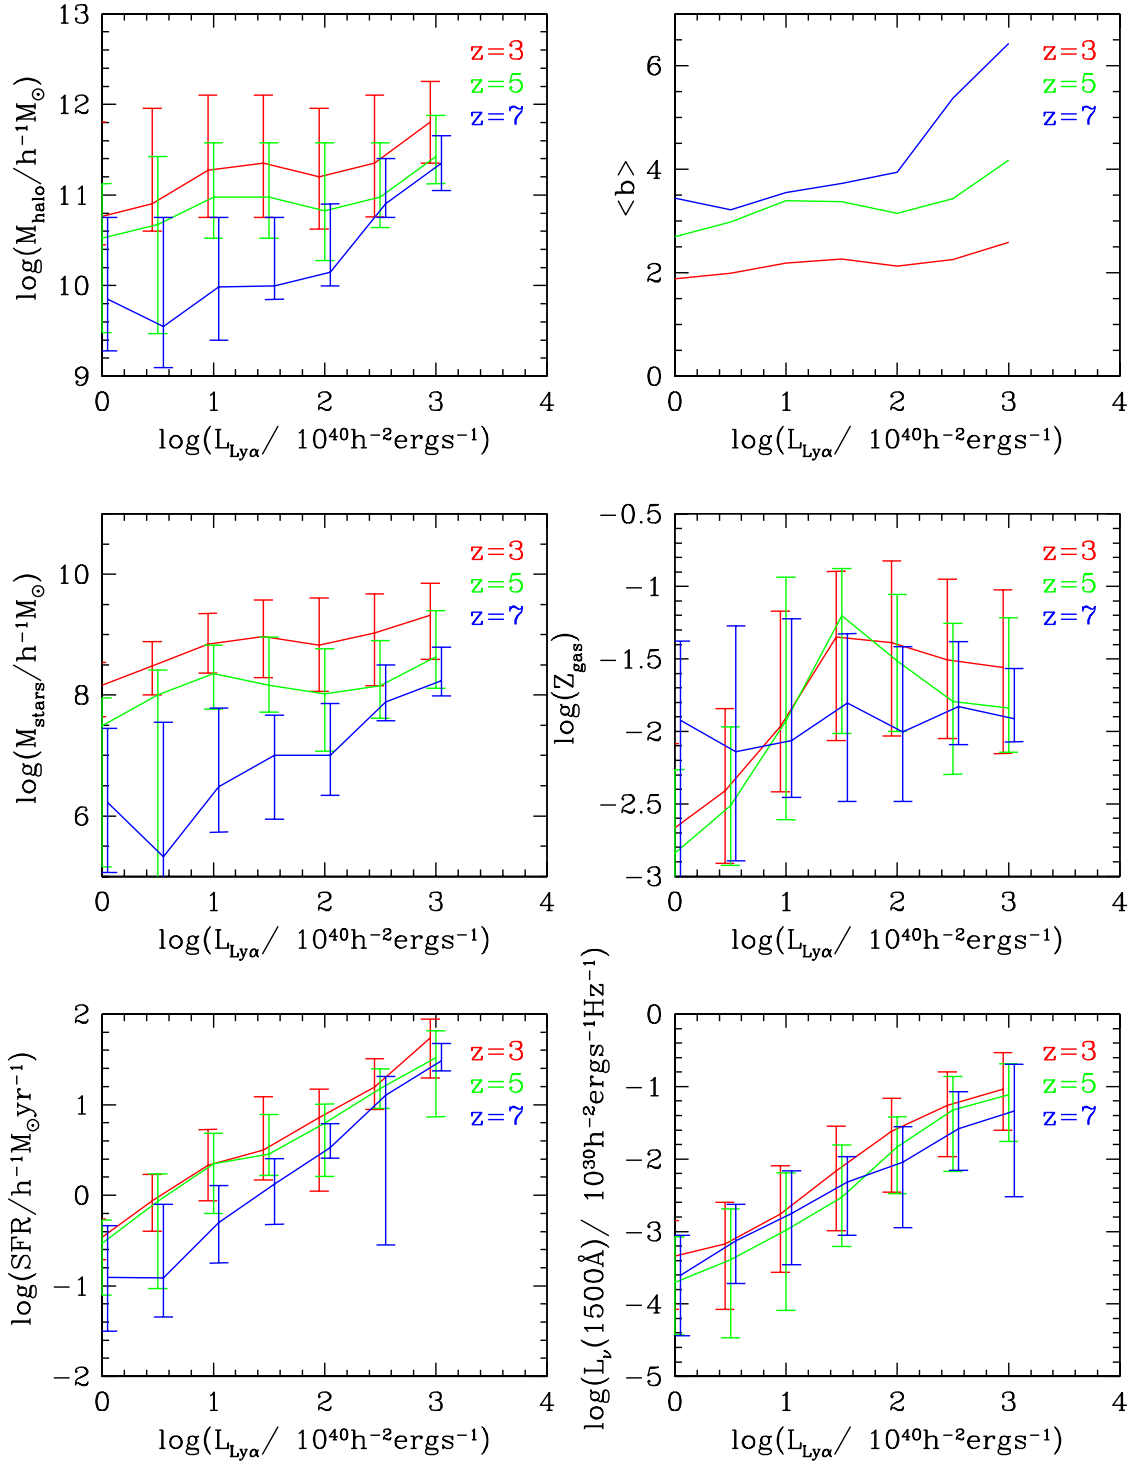 13
12
11
10
9
0 1 2 3 4
log(M_halo/h⁻¹M_⊙)
log(L_Lyα/ 10⁴⁰h⁻²ergs⁻¹)
z=3
z=5
z=7
6
4
2
0
0 1 2 3 4
<b>
log(L_Lyα/ 10⁴⁰h⁻²ergs⁻¹)
z=3
z=5
z=7
10
8
6
0 1 2 3 4
log(M_stars/h⁻¹M_⊙)
log(L_Lyα/ 10⁴⁰h⁻²ergs⁻¹)
z=3
z=5
z=7
−0.5
−1
−1.5
−2
−2.5
−3
0 1 2 3 4
log(Z_gas)
log(L_Lyα/ 10⁴⁰h⁻²ergs⁻¹)
z=3
z=5
z=7
2
1
0
−1
−2
0 1 2 3 4
log(SFR/h⁻¹M_⊙yr⁻¹)
log(L_Lyα/ 10⁴⁰h⁻²ergs⁻¹)
z=3
z=5
z=7
0
−1
−2
−3
−4
−5
0 1 2 3 4
log(L_ν(1500Å)/ 10³⁰h⁻²ergs⁻¹Hz⁻¹)
log(L_Lyα/ 10⁴⁰h⁻²ergs⁻¹)
z=3
z=5
z=7